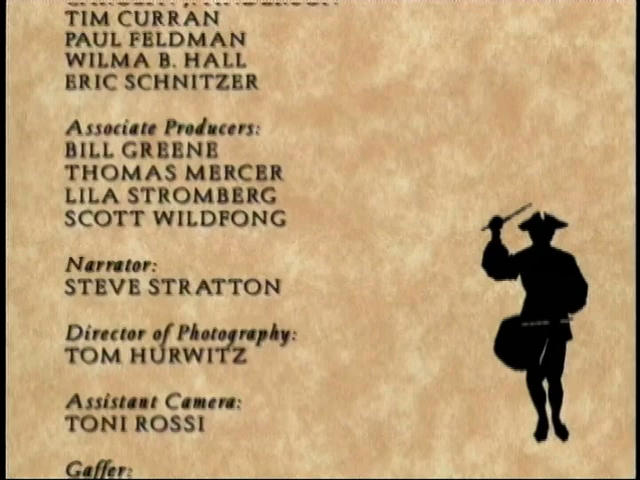 TIM CURRAN
PAUL FELDMAN
WILMA B. HALL
ERIC SCHNITZER
Associate Producers:
BILL GREENE
THOMAS MERCER
LILA STROMBERG
SCOTT WILDFONG
Narrator:
STEVE STRATTON
Director of Photography:
TOM HURWITZ
Assistant Camera:
TONI ROSSI
Gaffer: